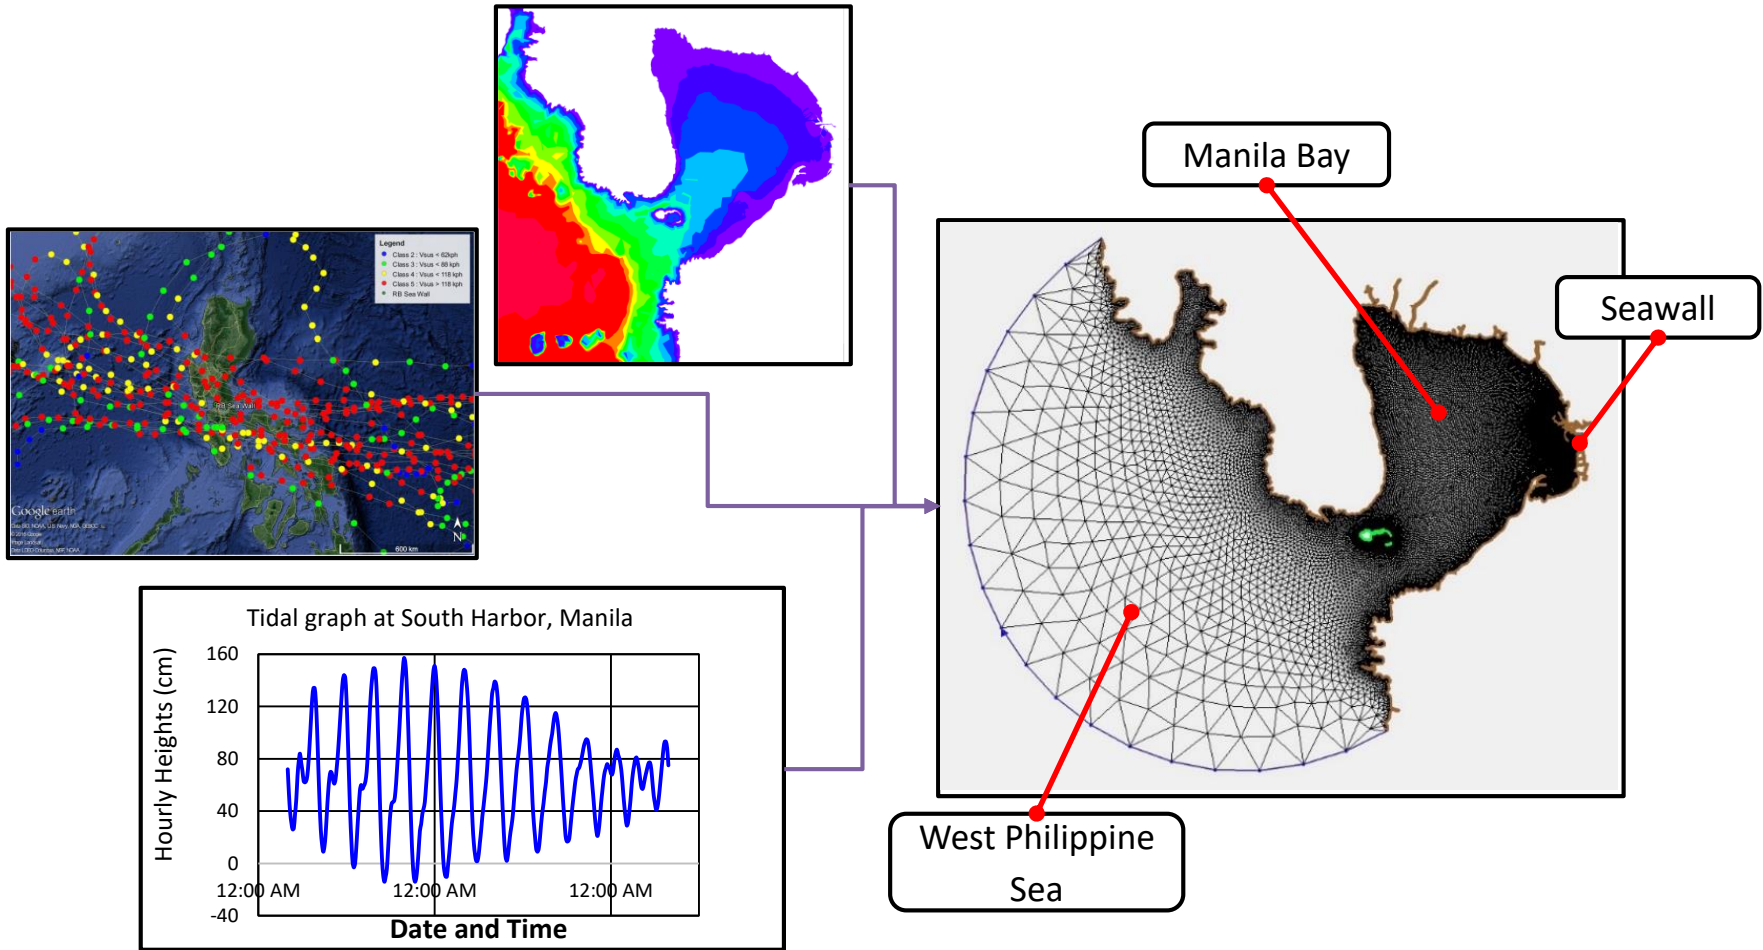 Manila Bay
Seawall
West Philippine
Sea
Legend
Class 2 : Vsus < 62kph
Class 3 : Vsus < 88 kph
Class 4 : Vsus < 118 kph
Class 5 : Vsus > 118 kph
RB Sea Wall
RB Sea Wall
Google earth
N
600 km
Tidal graph at South Harbor, Manila
Hourly Heights (cm)
160
120
80
40
0
-40
12:00 AM
12:00 AM
12:00 AM
Date and Time